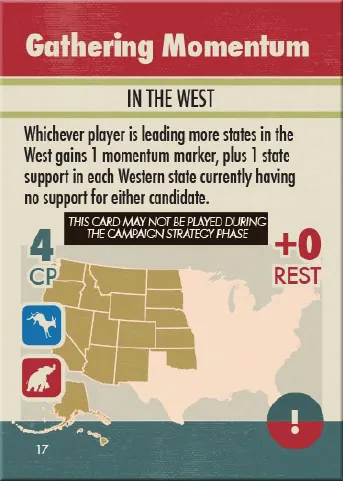 Gathering Momentum
IN THE WEST
Whichever player is leading more states in the
West gains 1 momentum marker, plus 1 state
support in each Western state currently having
no support for either candidate.
THIS CARD MAY NOT BE PLAYED DURING
THE CAMPAIGN STRATEGY PHASE
4
CP
+0
REST
!
17